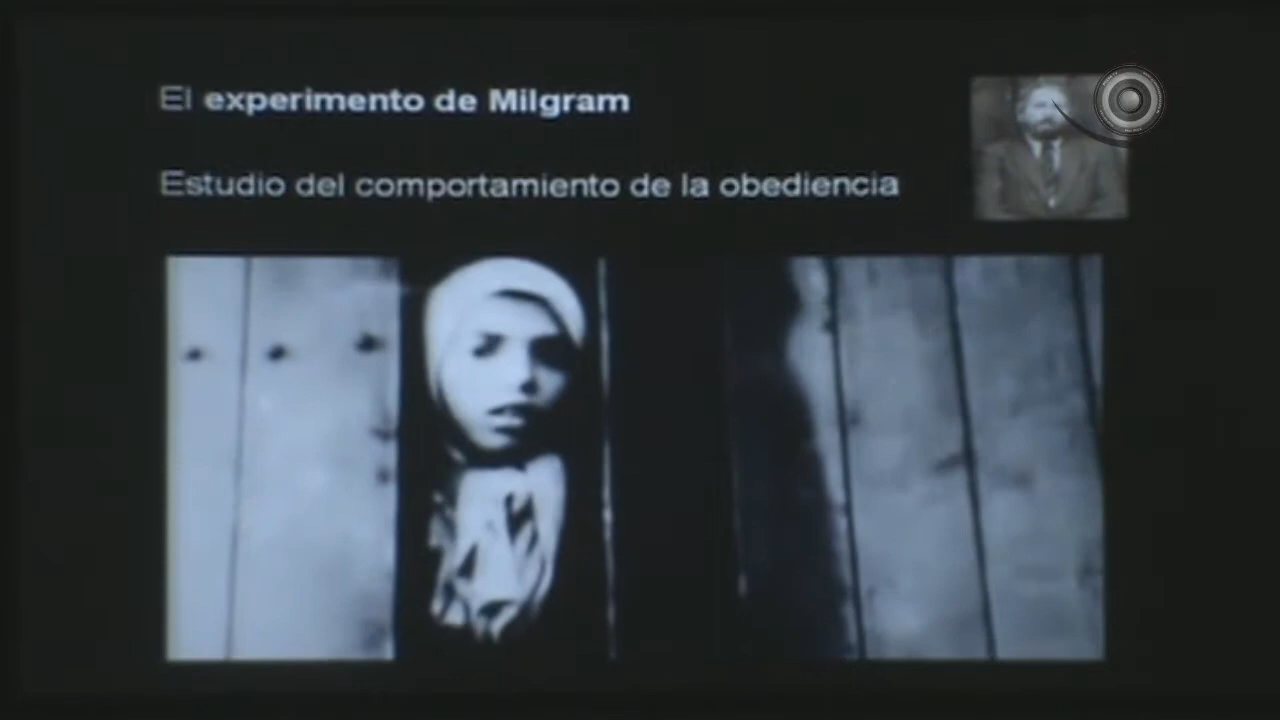 El experimento de Milgram
Estudio del comportamiento de la obediencia